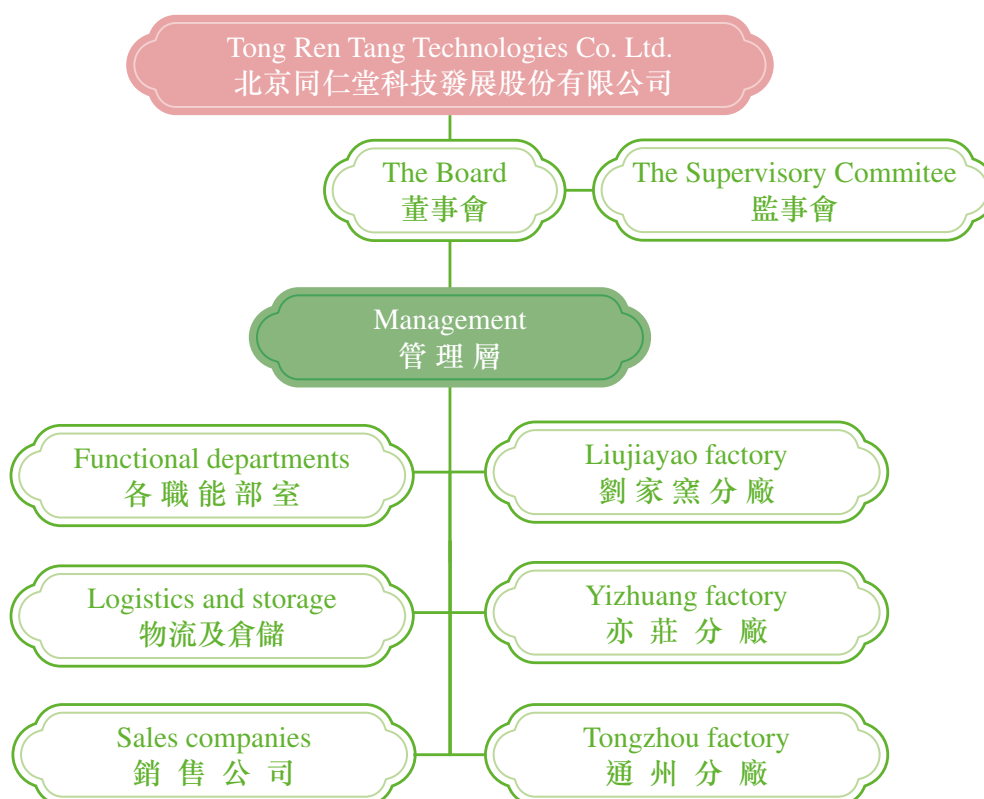 Tong Ren Tang Technologies Co. Ltd.
北京同仁堂科技發展股份有限公司
The Board
董事會
The Supervisory Commitee
監事會
Management
管理層
Functional departments
各職能部室
Liujiayao factory
劉家窯分廠
Logistics and storage
物流及倉儲
Yizhuang factory
亦莊分廠
Sales companies
銷售公司
Tongzhou factory
通州分廠